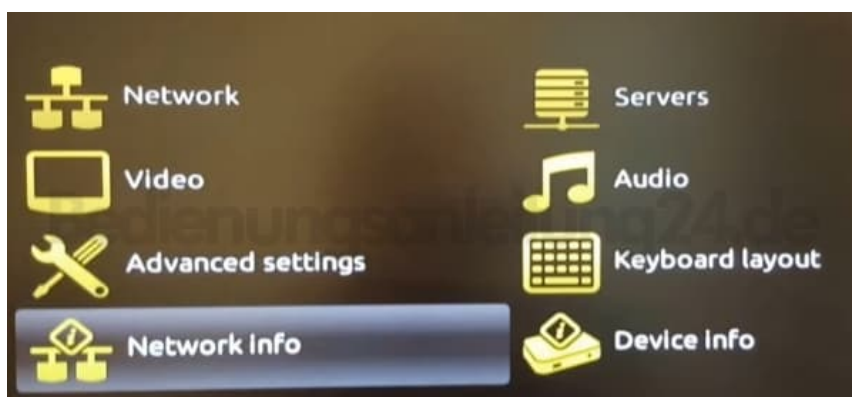 Network
Servers
Video
Audio
Bedienungsanleitung24.de
Advanced settings
Keyboard layout
Network info
Device info